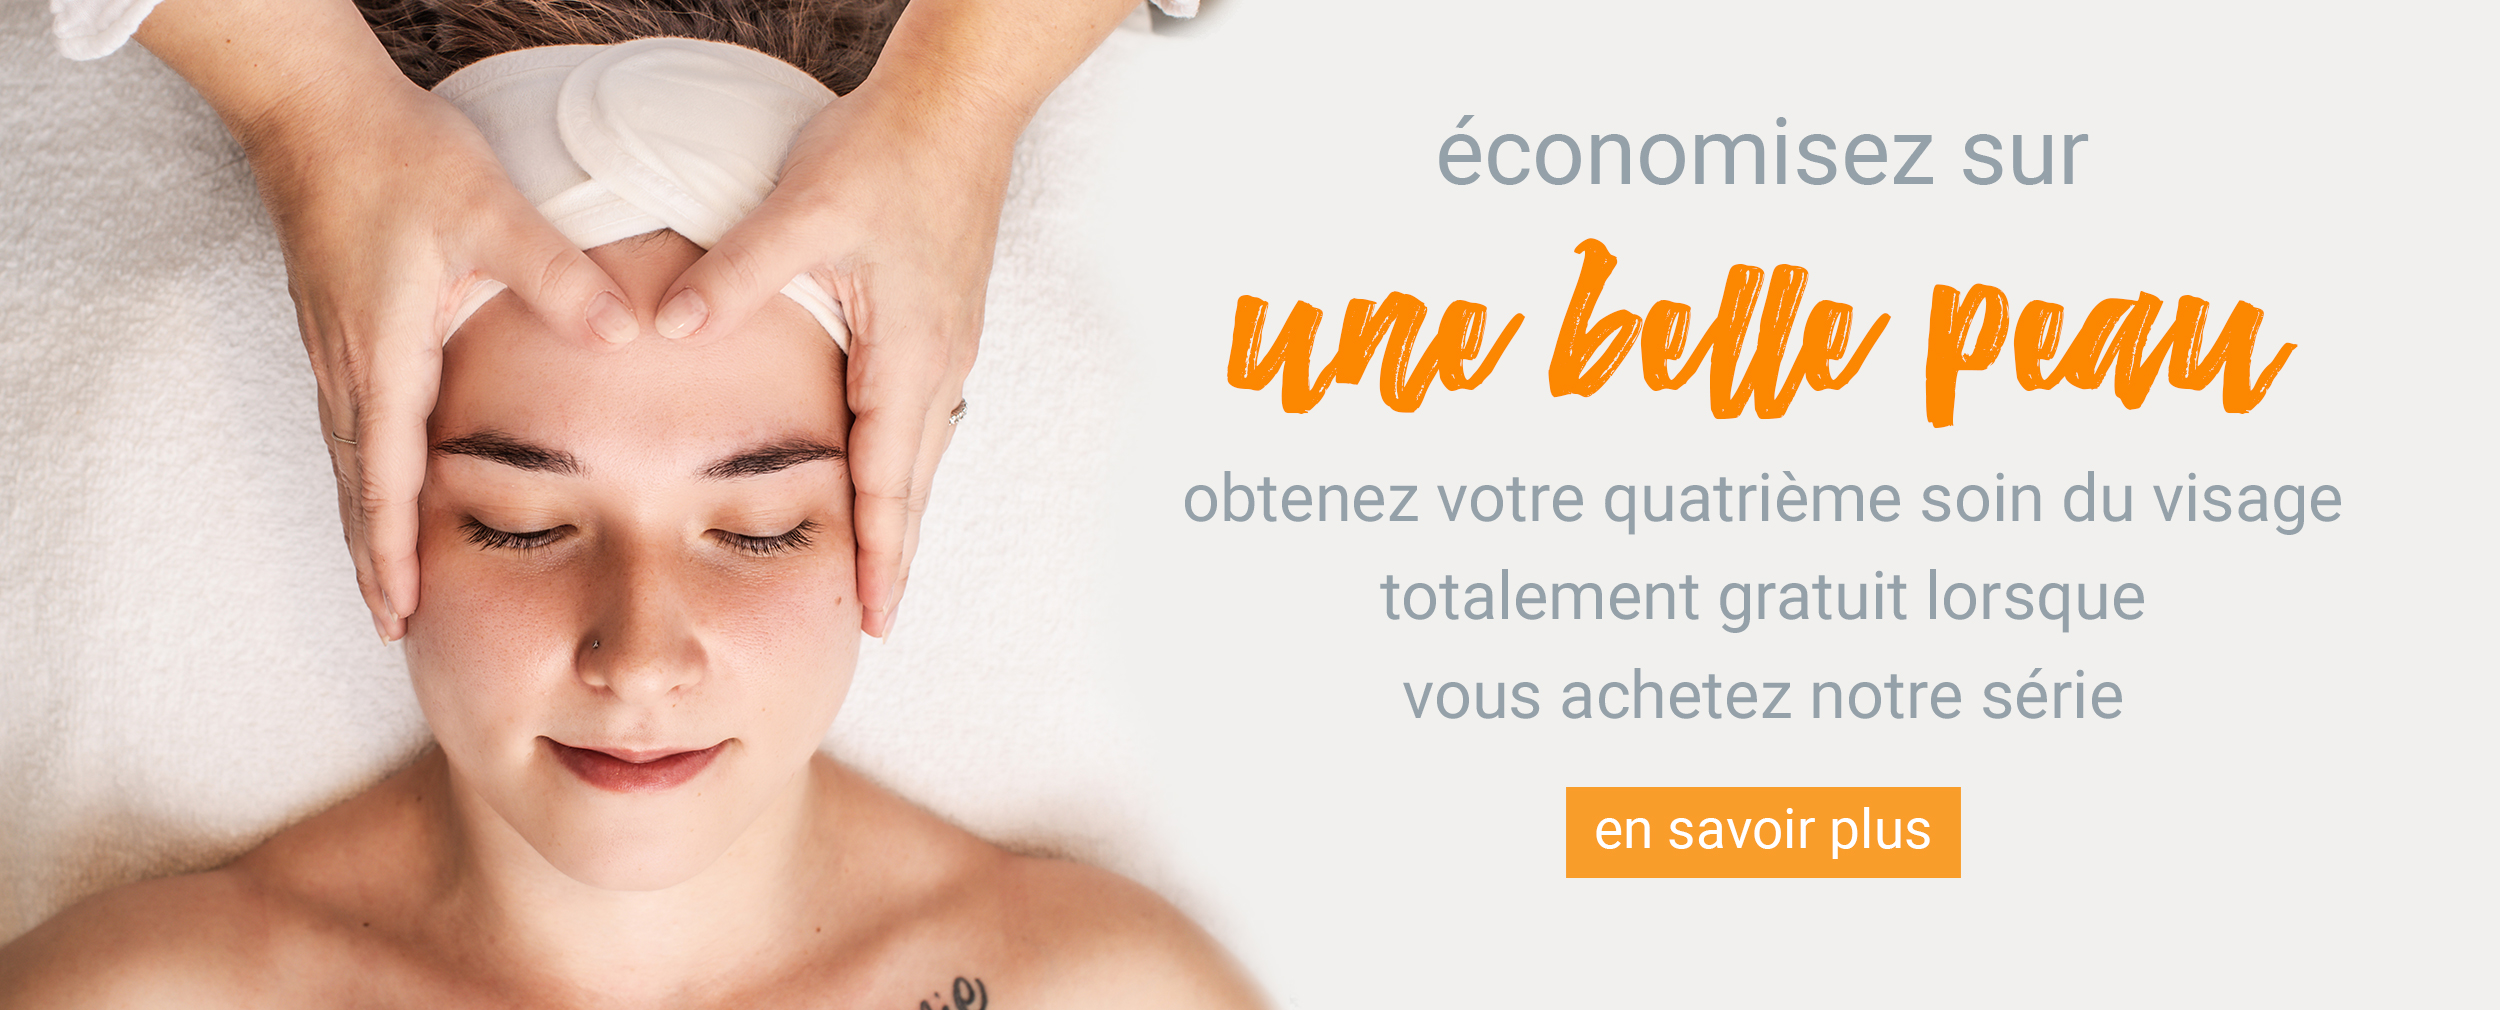 économisez sur
une belle peau
obtenez votre quatrième soin du visage
totalement gratuit lorsque
vous achetez notre série
en savoir plus